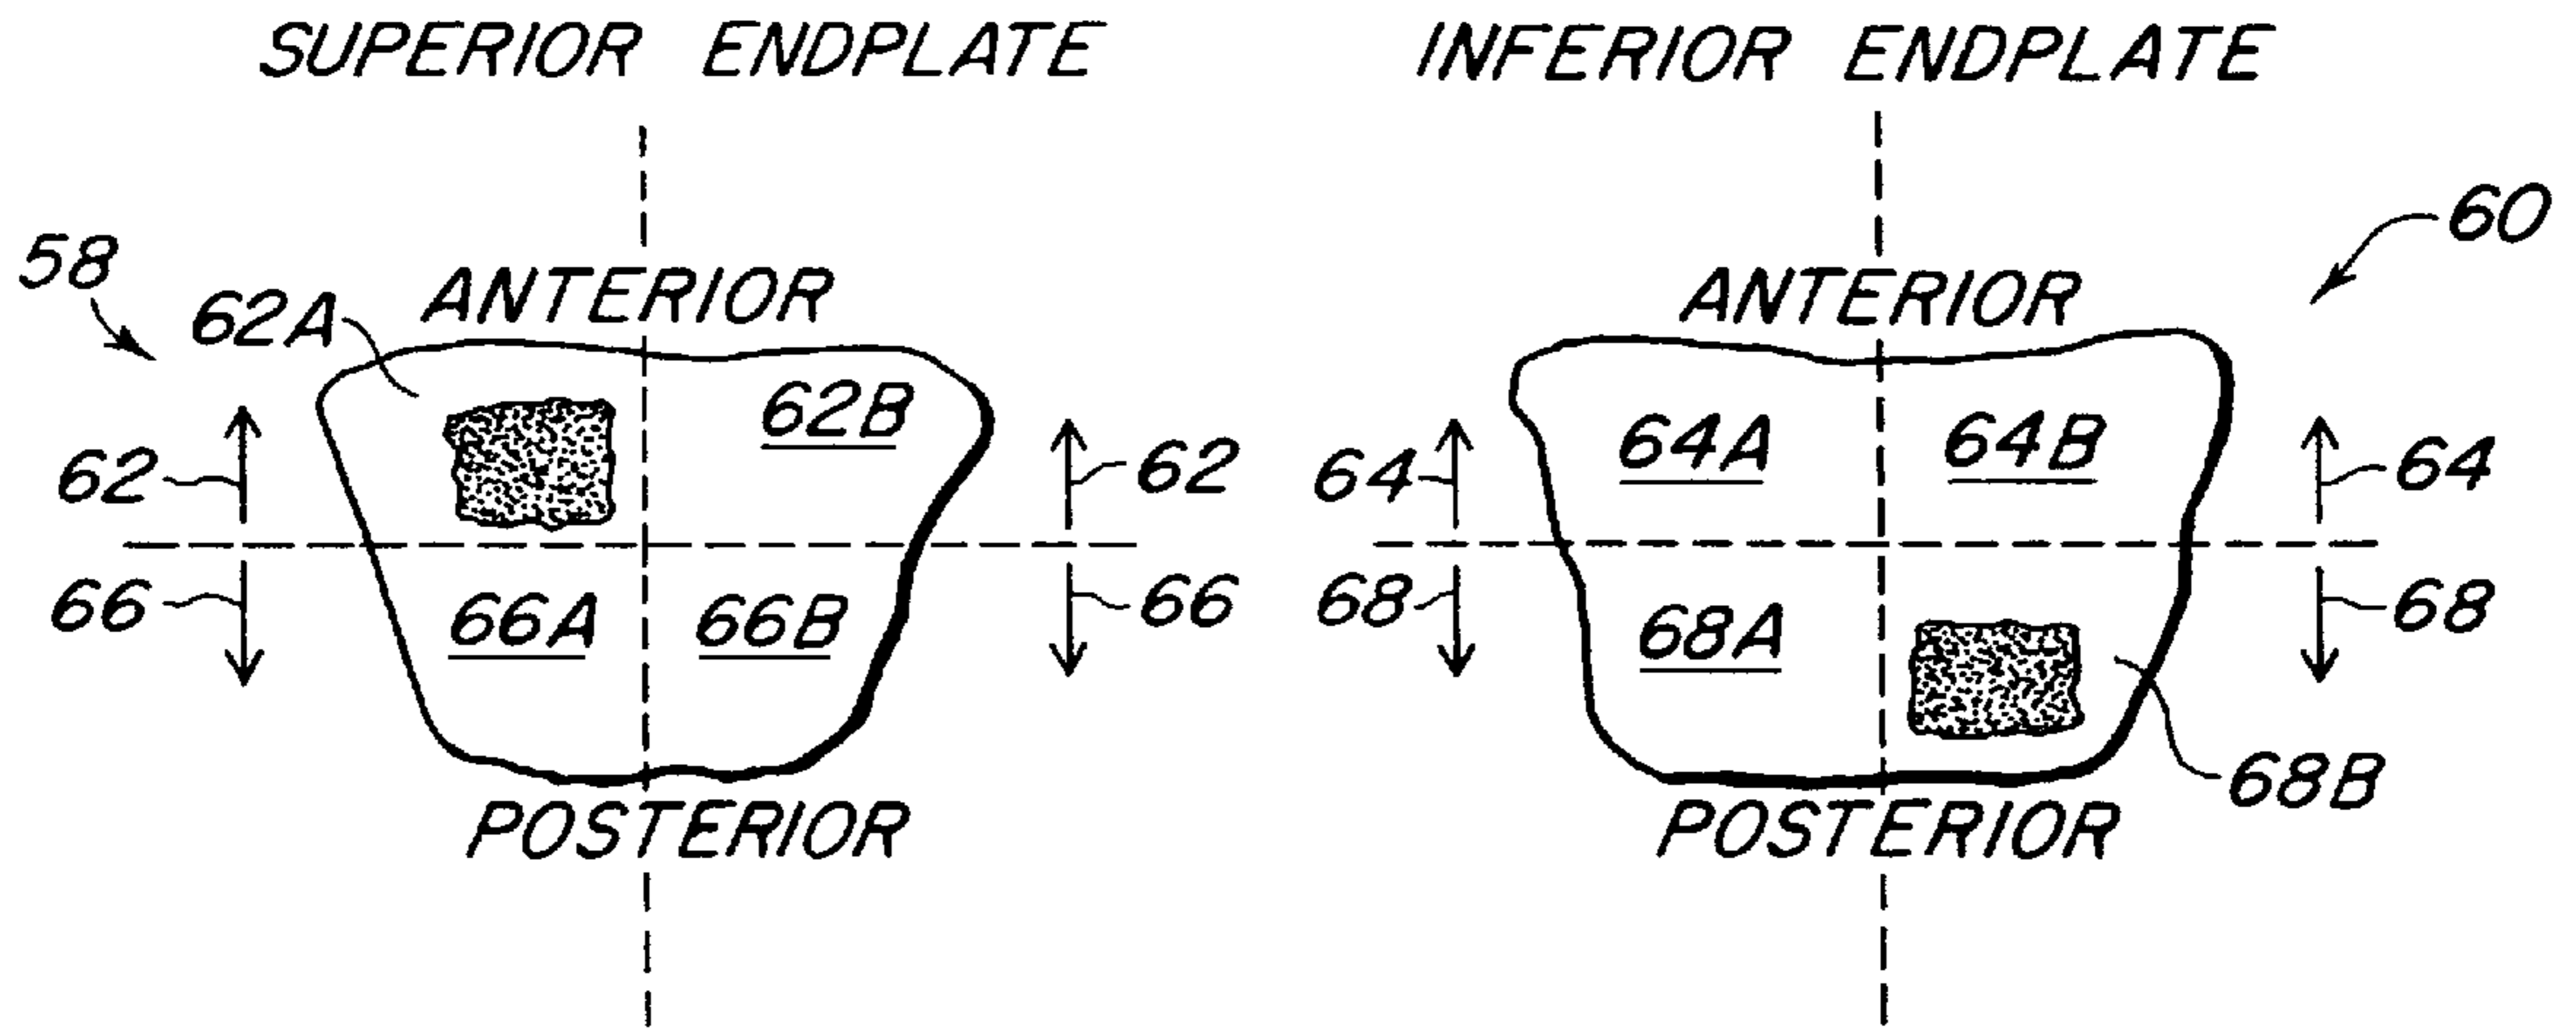 SUPERIOR ENDPLATE
INFERIOR ENDPLATE
58
62A
ANTERIOR
ANTERIOR
60
62B
62
62
66A
66B
66
66
POSTERIOR
64A
64B
64
64
68A
68
68
68B
POSTERIOR